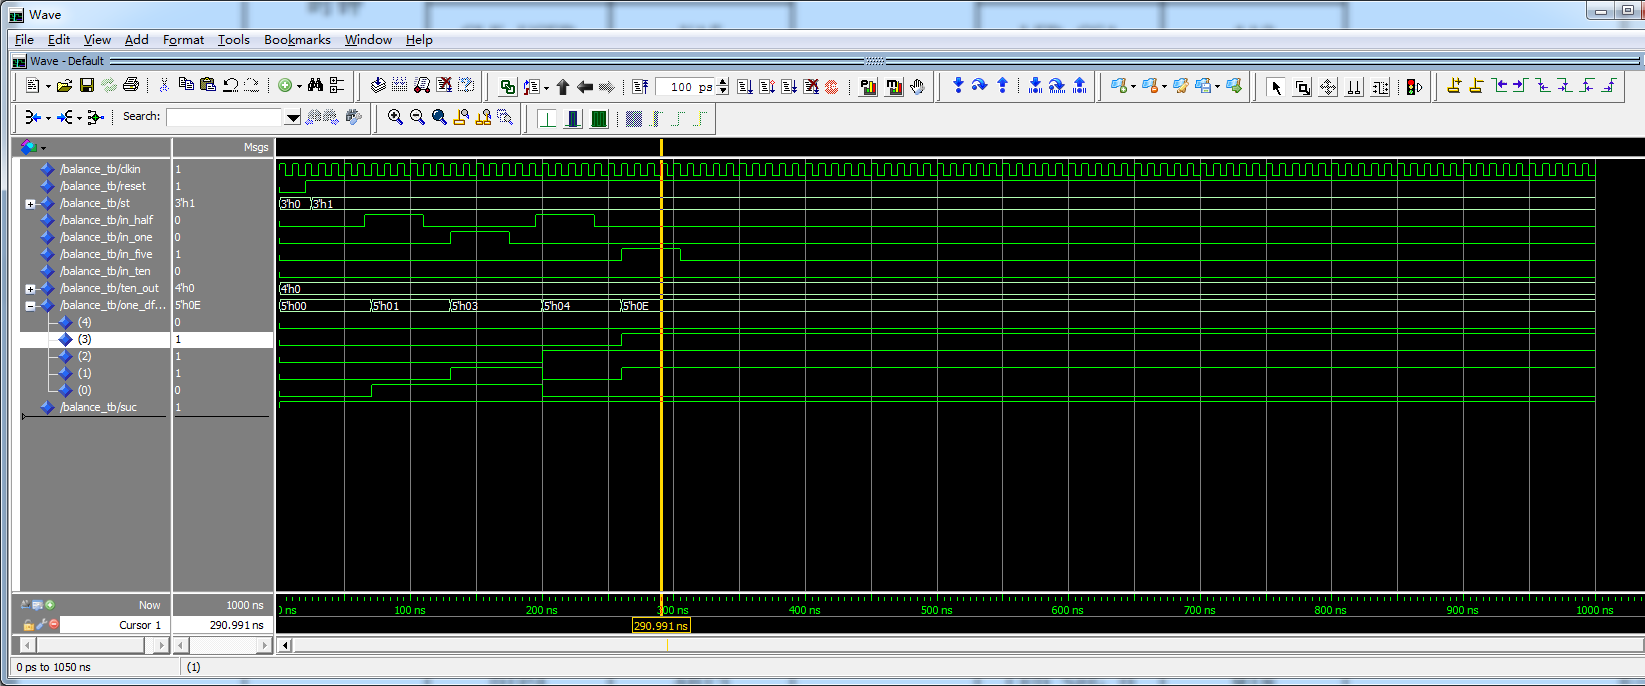 Wave
File Edit View Add Format Tools Bookmarks Window Help
Wave - Default
100 ps
Search:
Msgs
/balance_tb/clkin 1
/balance_tb/reset 1
/balance_tb/st 3'h1 3'h0 3'h1
/balance_tb/in_half 0
/balance_tb/in_one 0
/balance_tb/in_five 1
/balance_tb/in_ten 0
/balance_tb/ten_out 4'h0 4'h0
/balance_tb/one_df... 5'h0E 5'h00 5'h01 5'h03 5'h04 5'h0E
(4) 0
(3) 1
(2) 1
(1) 1
(0) 0
/balance_tb/suc 1
Now 1000 ns ns 100 ns 200 ns 300 ns 400 ns 500 ns 600 ns 700 ns 800 ns 900 ns 1000 ns
Cursor 1 290.991 ns 290.991 ns
0 ps to 1050 ns (1)